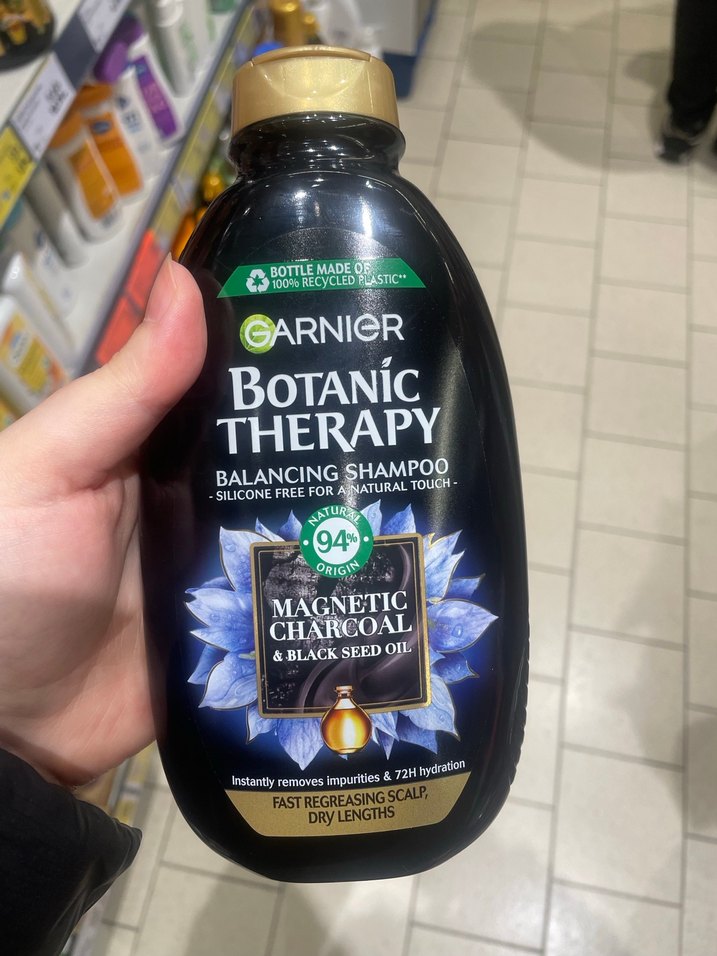 BOTTLE MADE OF
100% RECYCLED PLASTIC**
GARNIER
BOTANIC
THERAPY
BALANCING SHAMPOO
- SILICONE FREE FOR A NATURAL TOUCH -
NATURAL
94%
ORIGIN
MAGNETIC
CHARCOAL
& BLACK SEED OIL
Instantly removes impurities & 72H hydration
FAST REGREASING SCALP,
DRY LENGTHS